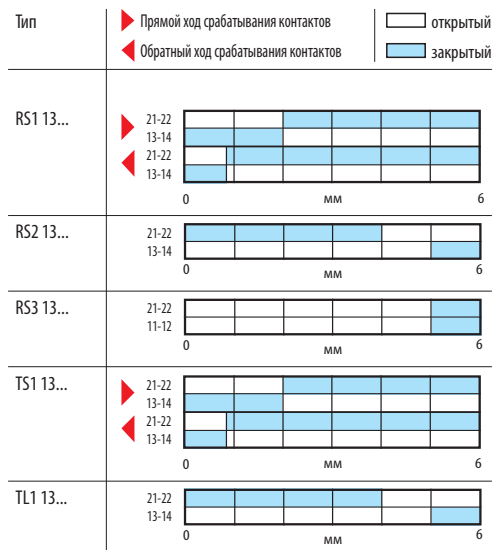 Тип
Прямой ход срабатывания контактов
открытый
Обратный ход срабатывания контактов
закрытый
RS1 13...
21-22
13-14
21-22
13-14
0 мм 6
RS2 13...
21-22
13-14
0 мм 6
RS3 13...
21-22
11-12
0 мм 6
TS1 13...
21-22
13-14
21-22
13-14
0 мм 6
TL1 13...
21-22
13-14
0 мм 6